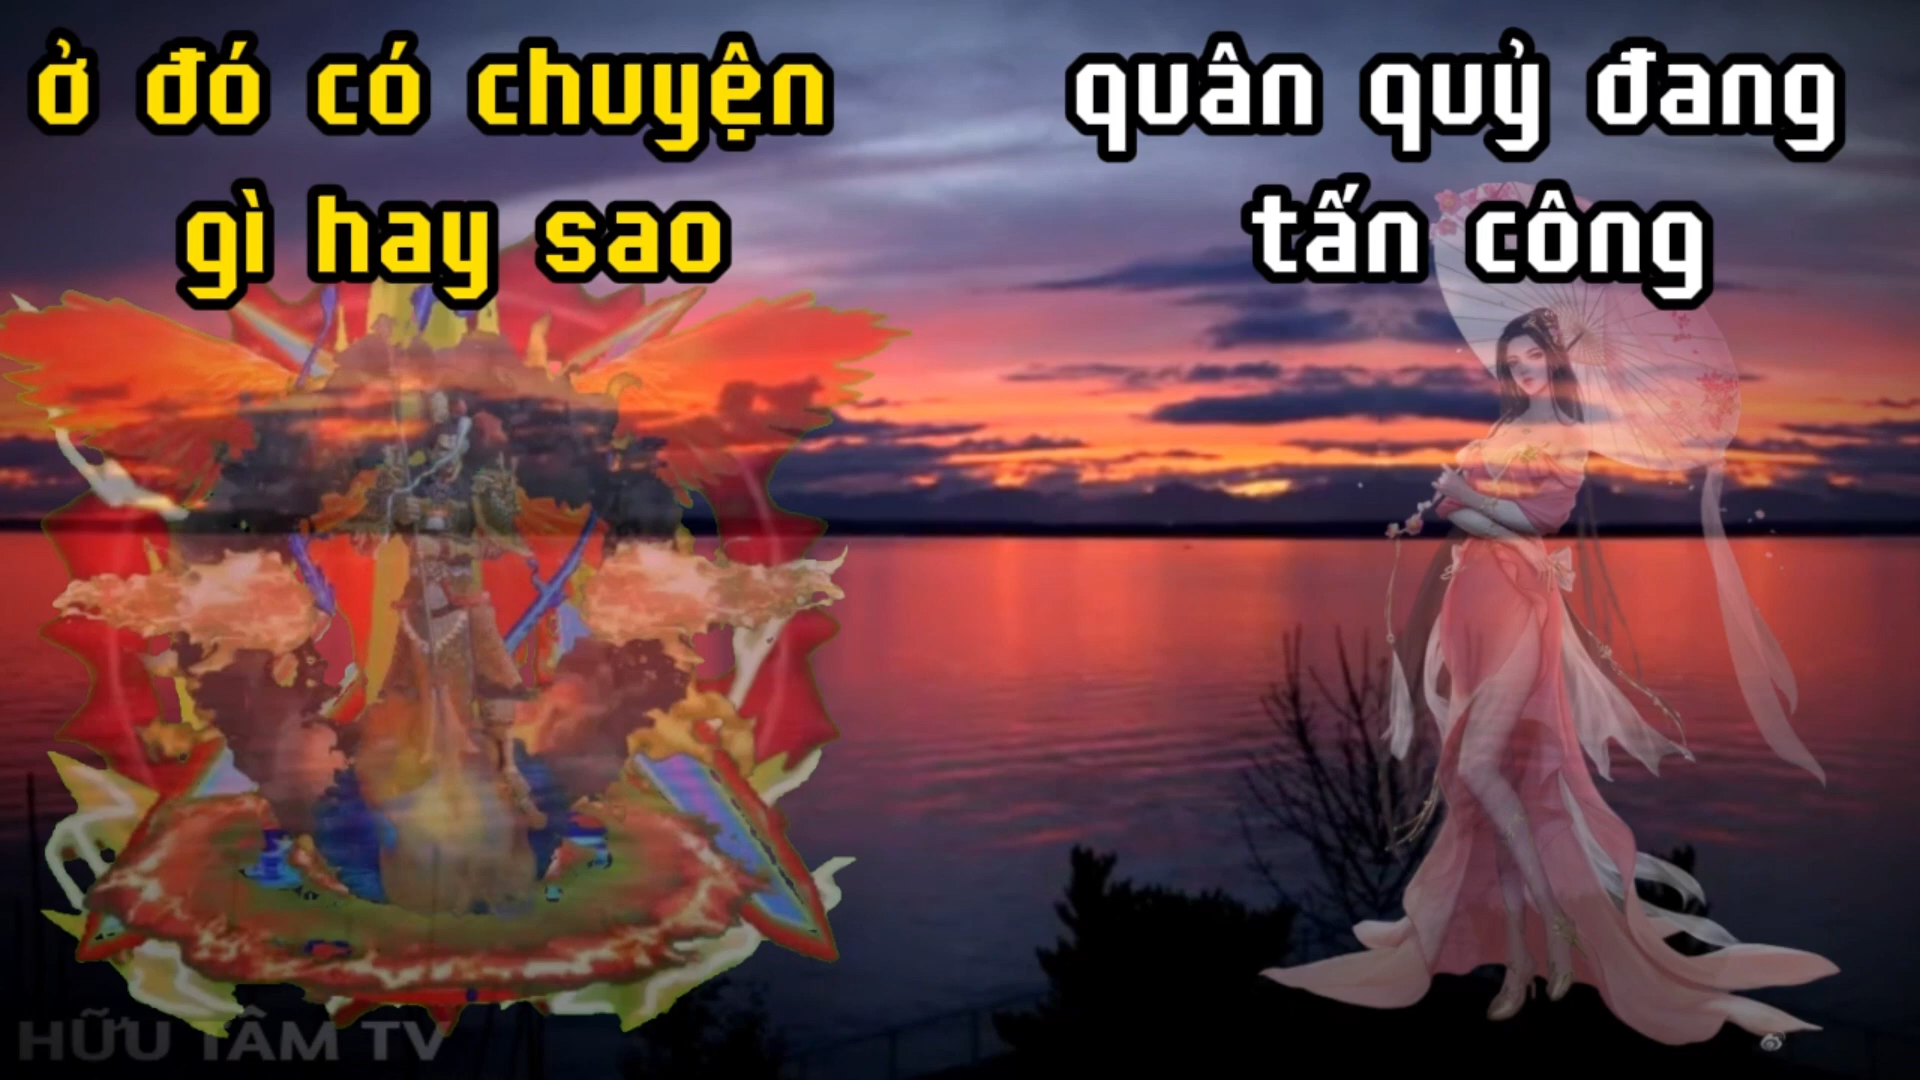 ở đó có chuyện
gì hay sao
quân quỷ đang
tấn công
HỮU TÂM TV